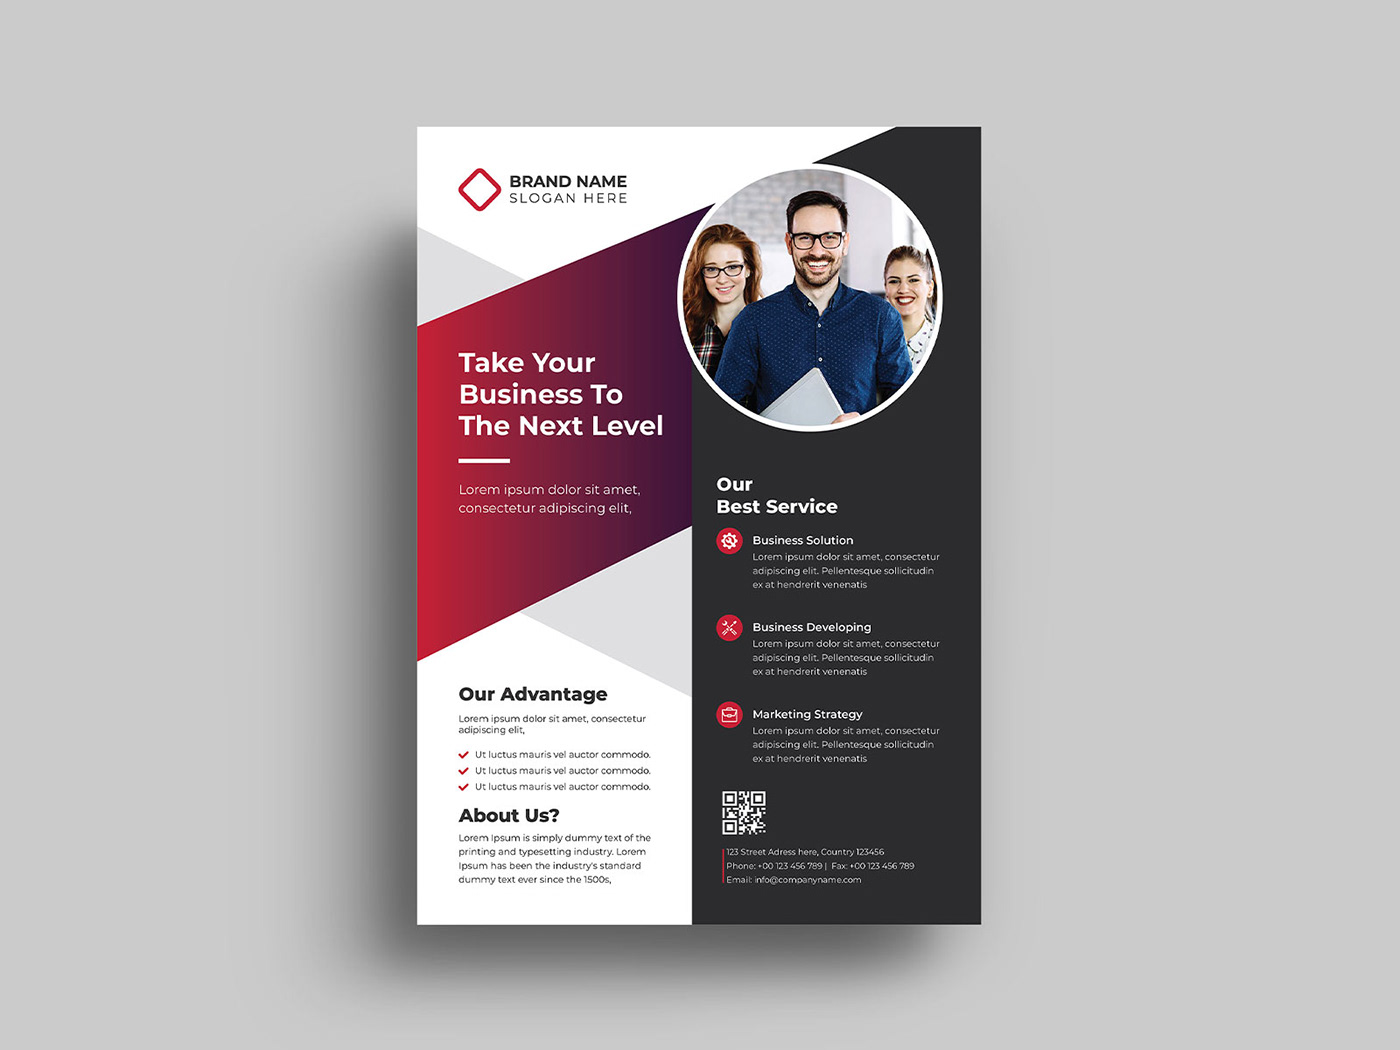 BRAND NAME
SLOGAN HERE
Take Your
Business To
The Next Level
Lorem ipsum dolor sit amet,
consectetur adipiscing elit,
Our Advantage
Lorem ipsum dolor sit amet, consectetur
adipiscing elit,
Ut luctus mauris vel auctor commodo.
Ut luctus mauris vel auctor commodo.
Ut luctus mauris vel auctor commodo.
About Us?
Lorem Ipsum is simply dummy text of the
printing and typesetting industry. Lorem
Ipsum has been the industry's standard
dummy text ever since the 1500s,
Our
Best Service
Business Solution
Lorem ipsum dolor sit amet, consectetur
adipiscing elit. Pellentesque sollicitudin
ex at hendrerit venenatis
Business Developing
Lorem ipsum dolor sit amet, consectetur
adipiscing elit. Pellentesque sollicitudin
ex at hendrerit venenatis
Marketing Strategy
Lorem ipsum dolor sit amet, consectetur
adipiscing elit. Pellentesque sollicitudin
ex at hendrerit venenatis
123 Street Adress here, Country 123456
Phone: +00 123 456 789 | Fax: +00 123 456 789
Email: info@companyname.com